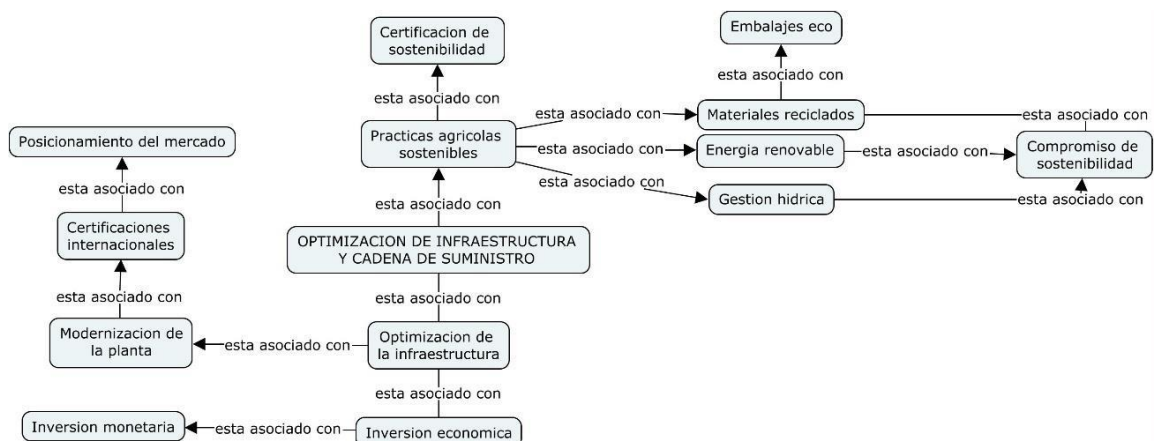 Certificacion de
sostenibilidad
Embalajes eco
esta asociado con
esta asociado con
Posicionamiento del mercado
Practicas agricolas
sostenibles
esta asociado con
Materiales reciclados
esta asociado con
esta asociado con
Energia renovable
esta asociado con
Compromiso de
sostenibilidad
esta asociado con
esta asociado con
Gestion hidrica
esta asociado con
Certificaciones
internacionales
esta asociado con
OPTIMIZACION DE INFRAESTRUCTURA
Y CADENA DE SUMINISTRO
esta asociado con
esta asociado con
Modernizacion de
la planta
esta asociado con
Optimizacion de
la infraestructura
esta asociado con
Inversion monetaria
esta asociado con
Inversion economica